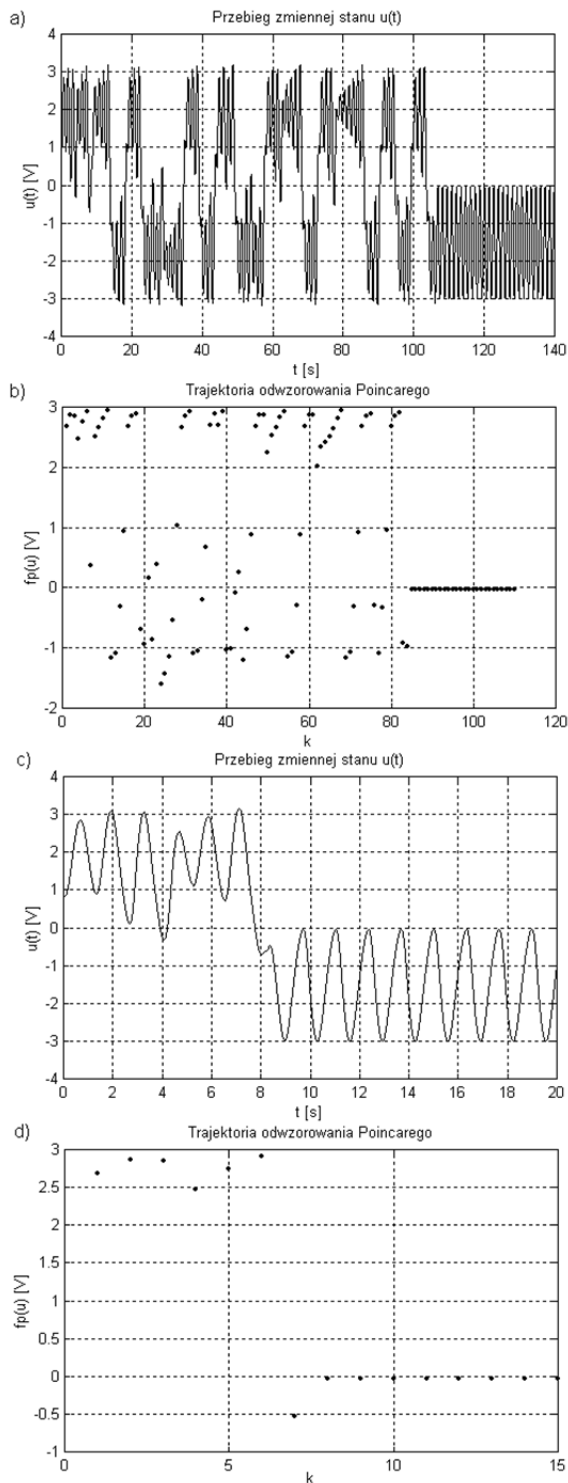 a)
Przebieg zmiennej stanu u(t)
4
3
2
1
0
-1
-2
-3
-4
u(t) [V]
0 20 40 60 80 100 120 140
t [s]
b)
Trajektoria odwzorowania Poincarego
3
2
1
0
-1
-2
fp(u) [V]
0 20 40 60 80 100 120
k
c)
Przebieg zmiennej stanu u(t)
4
3
2
1
0
-1
-2
-3
-4
u(t) [V]
0 2 4 6 8 10 12 14 16 18 20
t [s]
d)
Trajektoria odwzorowania Poincarego
3
2.5
2
1.5
1
0.5
0
-0.5
-1
fp(u) [V]
0 5 10 15
k